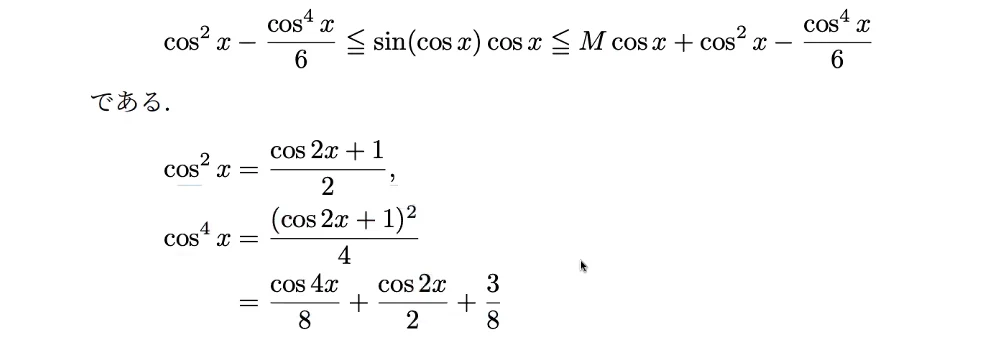 cos² x − cos⁴ x / 6 ≦ sin(cos x) cos x ≦ M cos x + cos² x − cos⁴ x / 6
である.
cos² x = (cos 2x + 1) / 2,
cos⁴ x = (cos 2x + 1)² / 4
= cos 4x / 8 + cos 2x / 2 + 3 / 8